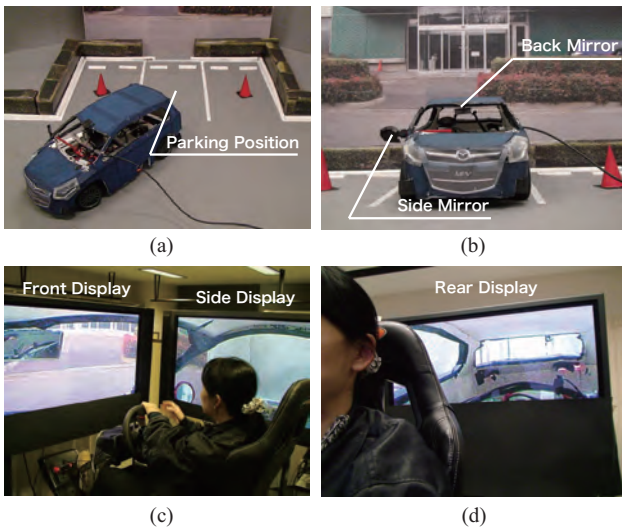 Parking Position
(a)
Back Mirror
Side Mirror
(b)
Front Display
Side Display
(c)
Rear Display
(d)